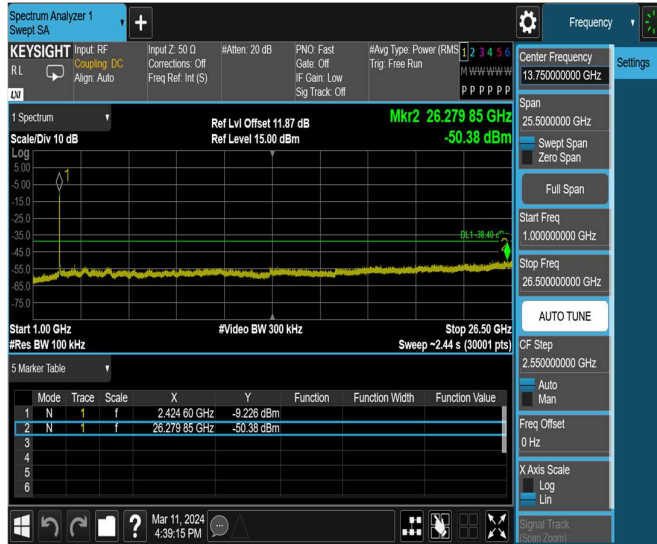 Spectrum Analyzer 1
Swept SA
+
Frequency
KEYSIGHT
RL
LXI
Input: RF
Coupling: DC
Align: Auto
Input Z: 50 Ω
Corrections: Off
Freq Ref: Int (S)
#Atten: 20 dB
PNO: Fast
Gate: Off
IF Gain: Low
Sig Track: Off
#Avg Type: Power (RMS
Trig: Free Run
1 2 3 4 5 6
M W W W W W
P P P P P P
Center Frequency
13.750000000 GHz
Settings
Span
25.5000000 GHz
Swept Span
Zero Span
Full Span
Start Freq
1.000000000 GHz
Stop Freq
26.500000000 GHz
AUTO TUNE
CF Step
2.550000000 GHz
Auto
Man
Freq Offset
0 Hz
X Axis Scale
Log
Lin
Signal Track
(Span Zoom)
1 Spectrum
Scale/Div 10 dB
Ref Lvl Offset 11.87 dB
Ref Level 15.00 dBm
Mkr2 26.279 85 GHz
-50.38 dBm
Log
5.00
-5.00
-15.0
-25.0
-35.0
-45.0
-55.0
-65.0
-75.0
1
DL1 -38.40 d
2
Start 1.00 GHz
#Video BW 300 kHz
Stop 26.50 GHz
#Res BW 100 kHz
Sweep ~2.44 s (30001 pts)
5 Marker Table
Mode Trace Scale X Y Function Function Width Function Value
1 N 1 f 2.424 60 GHz -9.226 dBm
2 N 1 f 26.279 85 GHz -50.38 dBm
3
4
5
6
?
Mar 11, 2024
4:39:15 PM